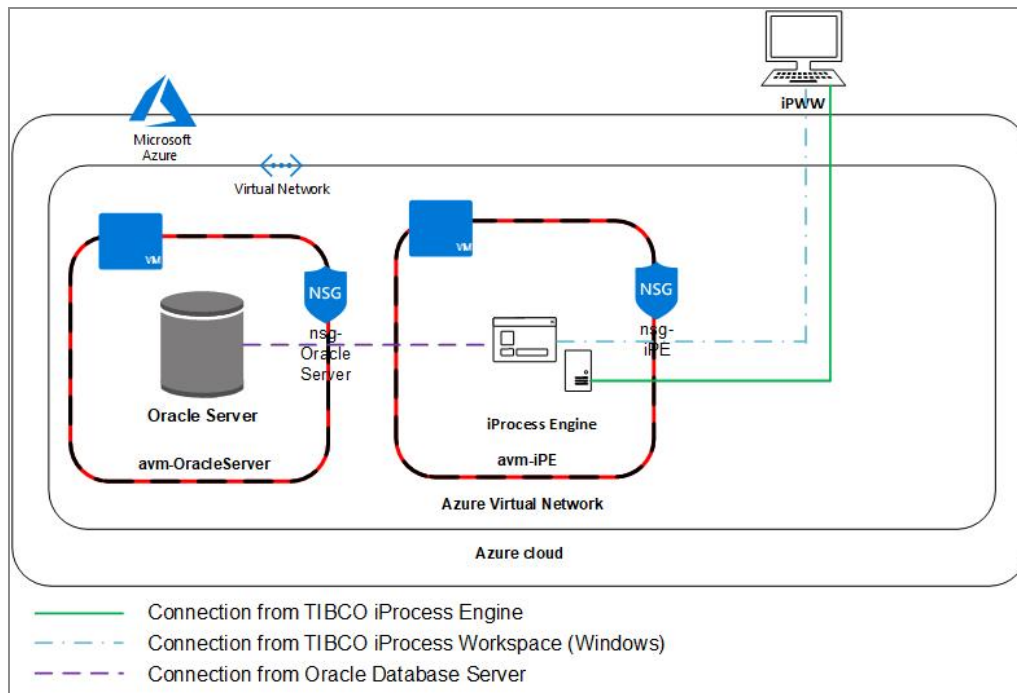 iPWW
Microsoft
Azure
Virtual Network
VM
VM
NSG
NSG
nsg-
Oracle
Server
nsg-
iPE
Oracle Server
iProcess Engine
avm-OracleServer
avm-iPE
Azure Virtual Network
Azure cloud
Connection from TIBCO iProcess Engine
Connection from TIBCO iProcess Workspace (Windows)
Connection from Oracle Database Server